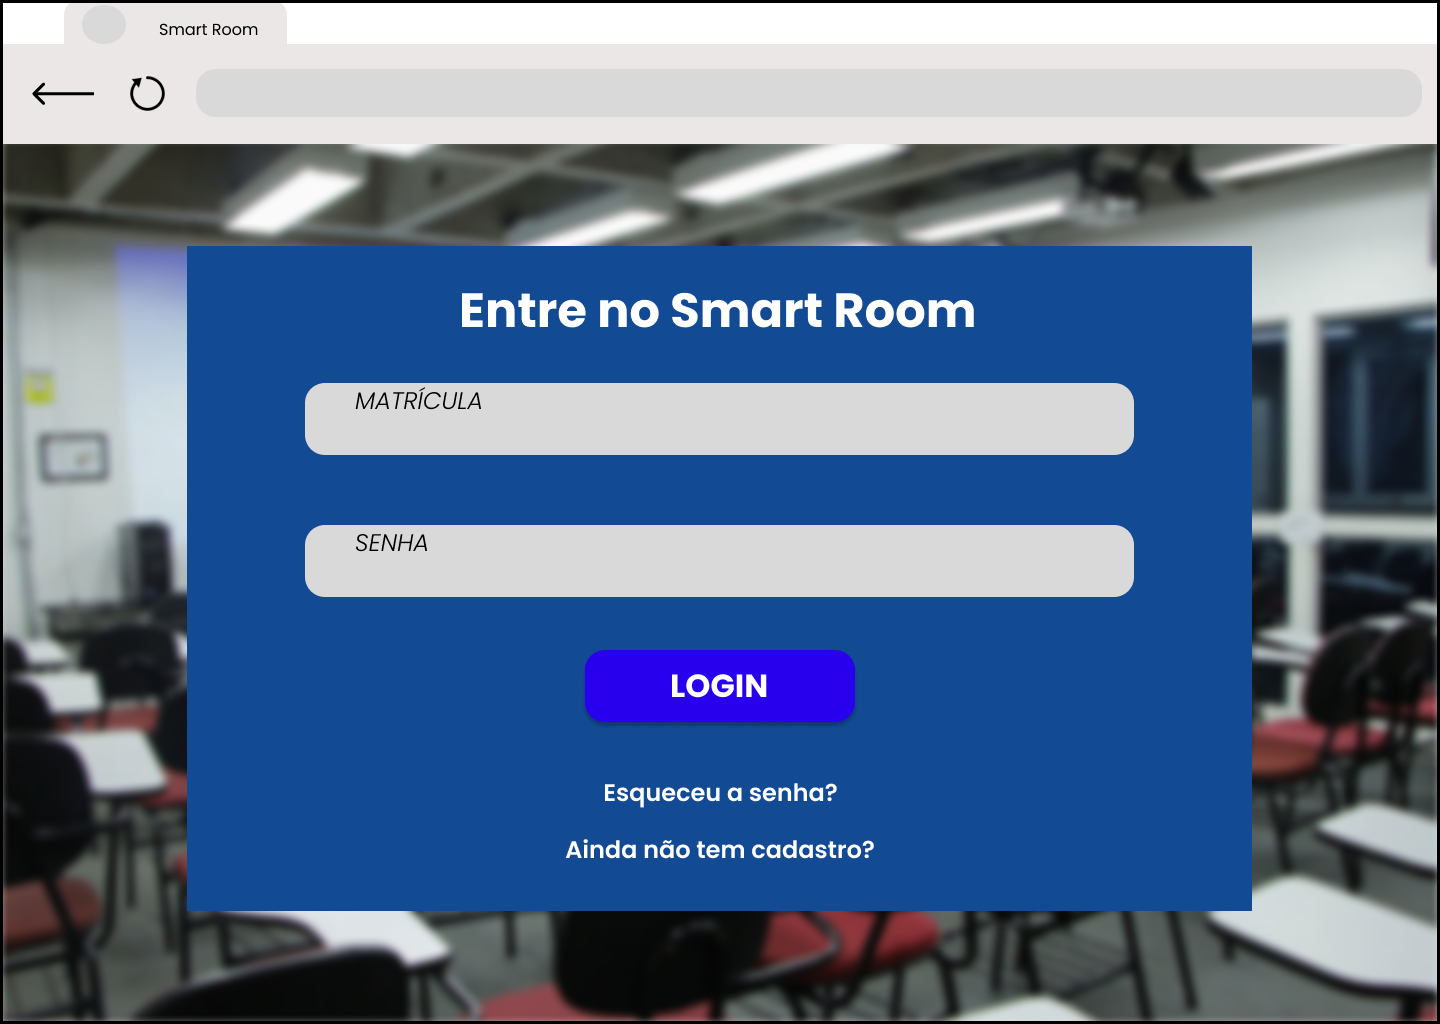 Smart Room
Entre no Smart Room
MATRÍCULA
SENHA
LOGIN
Esqueceu a senha?
Ainda não tem cadastro?